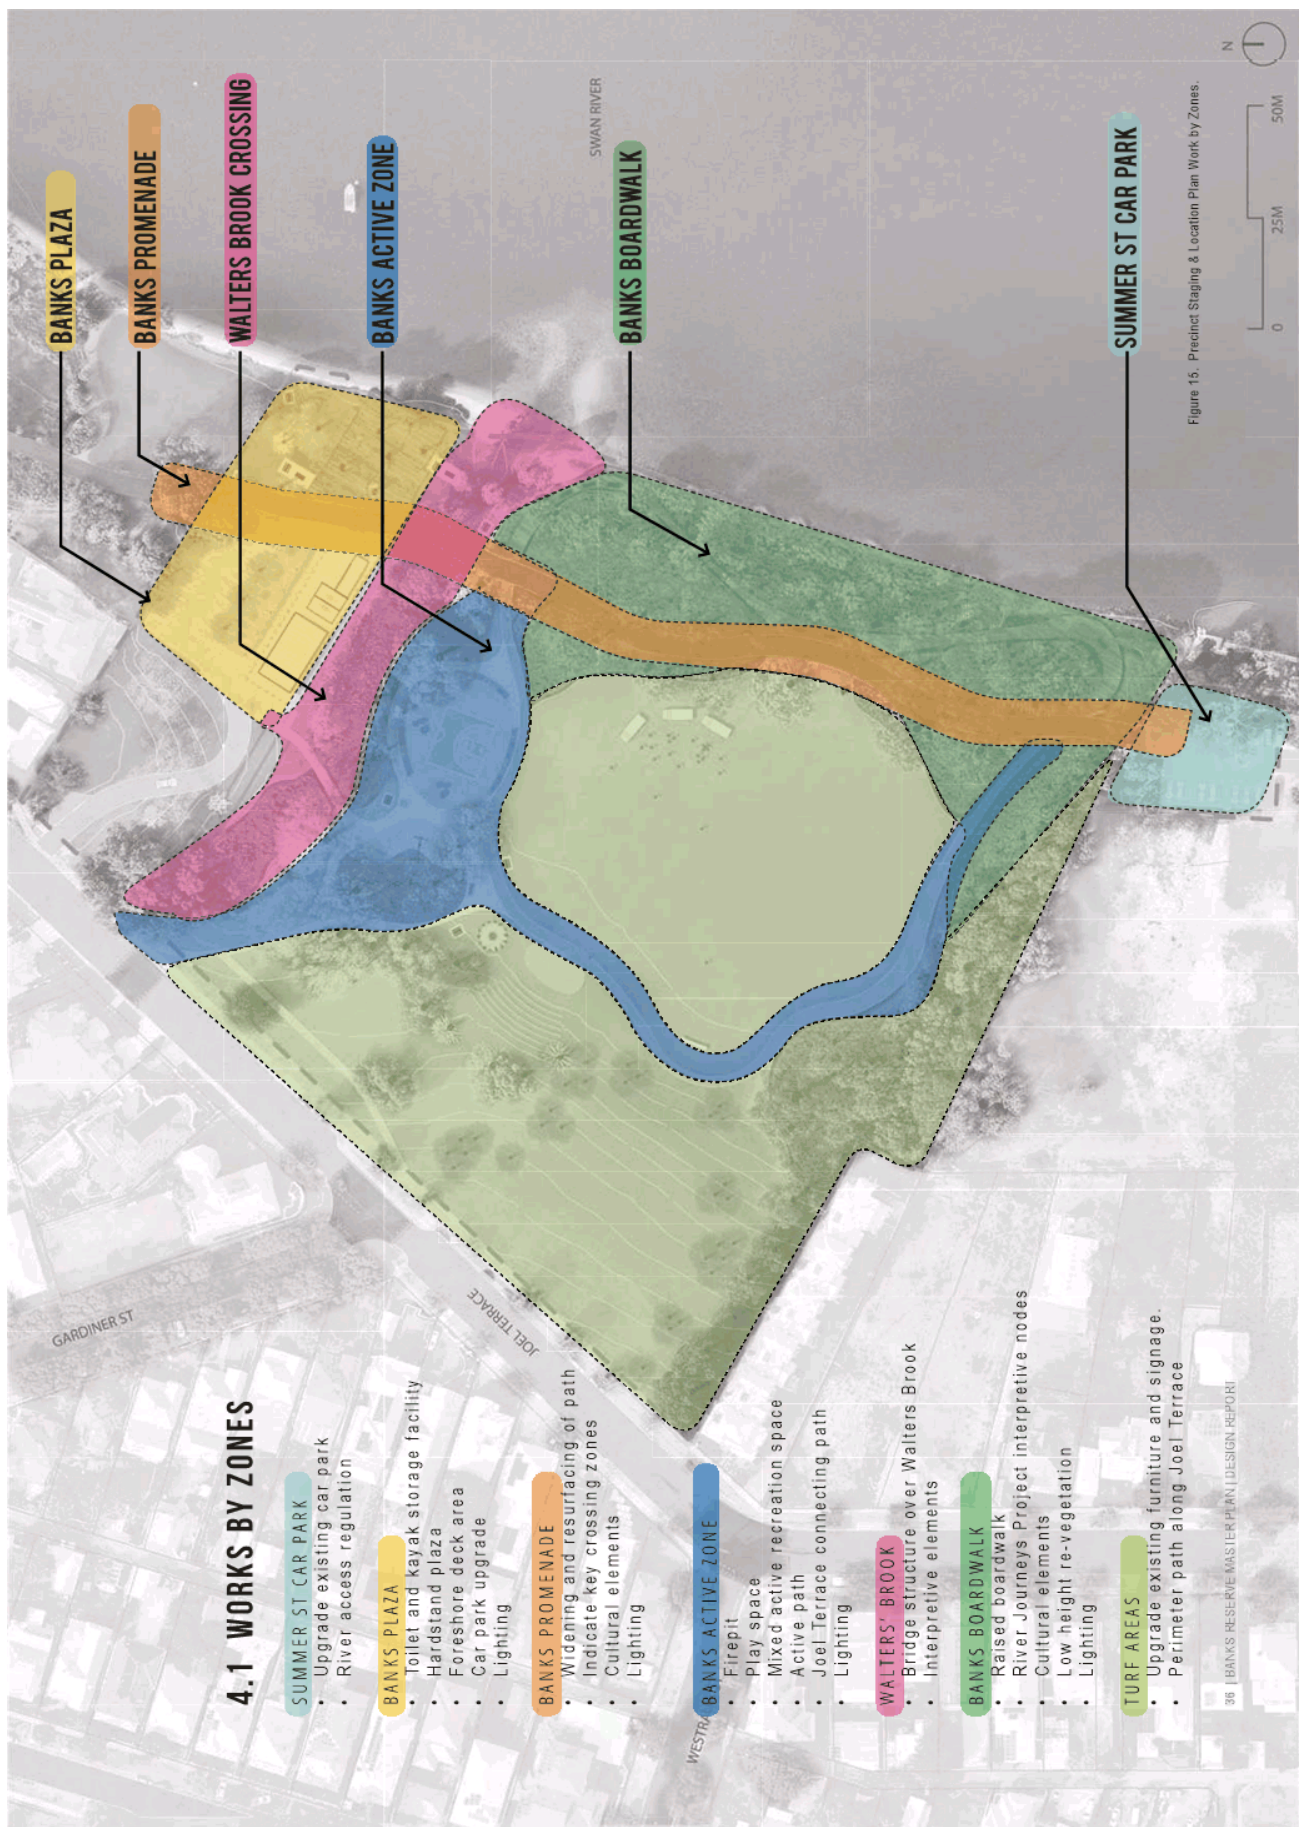 4.1 WORKS BY ZONES
SUMMER ST CAR PARK
• Upgrade existing car park
• River access regulation
BANKS PLAZA
• Toilet and kayak storage facility
• Hardstand plaza
• Foreshore deck area
• Car park upgrade
• Lighting
BANKS PROMENADE
• Widening and resurfacing of path
• Indicate key crossing zones
• Cultural elements
• Lighting
BANKS ACTIVE ZONE
• Firepit
• Play space
• Mixed active recreation space
• Active path
• Joel Terrace connecting path
• Lighting
WALTERS' BROOK
• Bridge structure over Walters Brook
• Interpretive elements
BANKS BOARDWALK
• Raised boardwalk
• River Journeys Project interpretive nodes
• Cultural elements
• Low height re-vegetation
• Lighting
TURF AREAS
• Upgrade existing furniture and signage.
• Perimeter path along Joel Terrace
36 | BANKS RESERVE MASTER PLAN | DESIGN REPORT
GARDINER ST
JOEL TERRACE
WESTRA
BANKS PLAZA
BANKS PROMENADE
WALTERS BROOK CROSSING
BANKS ACTIVE ZONE
BANKS BOARDWALK
SUMMER ST CAR PARK
SWAN RIVER
Figure 15. Precinct Staging & Location Plan Work by Zones.
0 25M 50M
N